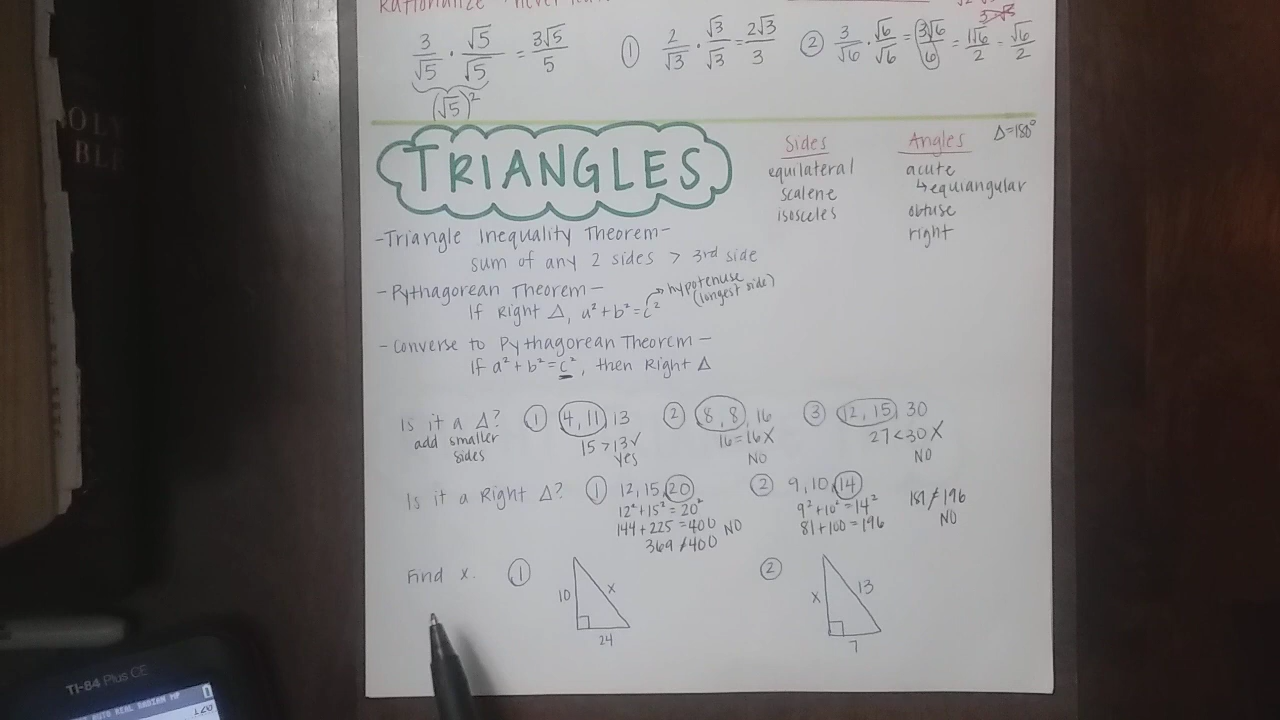 Rationalize
3/√5 · √5/√5 = 3√5/5
(√5)²
① 2/√3 · √3/√3 = 2√3/3
② 3/√6 · √6/√6 = 3√6/6 = 1√6/2 = √6/2
TRIANGLES
Sides
equilateral
scalene
isosceles
Angles
acute
↳equiangular
obtuse
right
Δ=180°
-Triangle Inequality Theorem-
sum of any 2 sides > 3rd side
-Pythagorean Theorem-
If Right Δ, a²+b²=c² → hypotenuse
(longest side)
-Converse to Pythagorean Theorem-
If a²+b²=c², then Right Δ
Is it a Δ?
add smaller
sides
① 4,11,13
15>13✓
Yes
② 8,8,16
16=16X
NO
③ 12,15,30
27<30X
NO
Is it a Right Δ?
① 12,15,20
12²+15²=20²
144+225=400 NO
369≠400
② 9,10,14
9²+10²=14²
81+100=196
181≠196
NO
Find x.
①
10
x
24
②
x
13
7
OLY
BLE
TI-84 Plus CE
AUTO REAL RADIAN MP